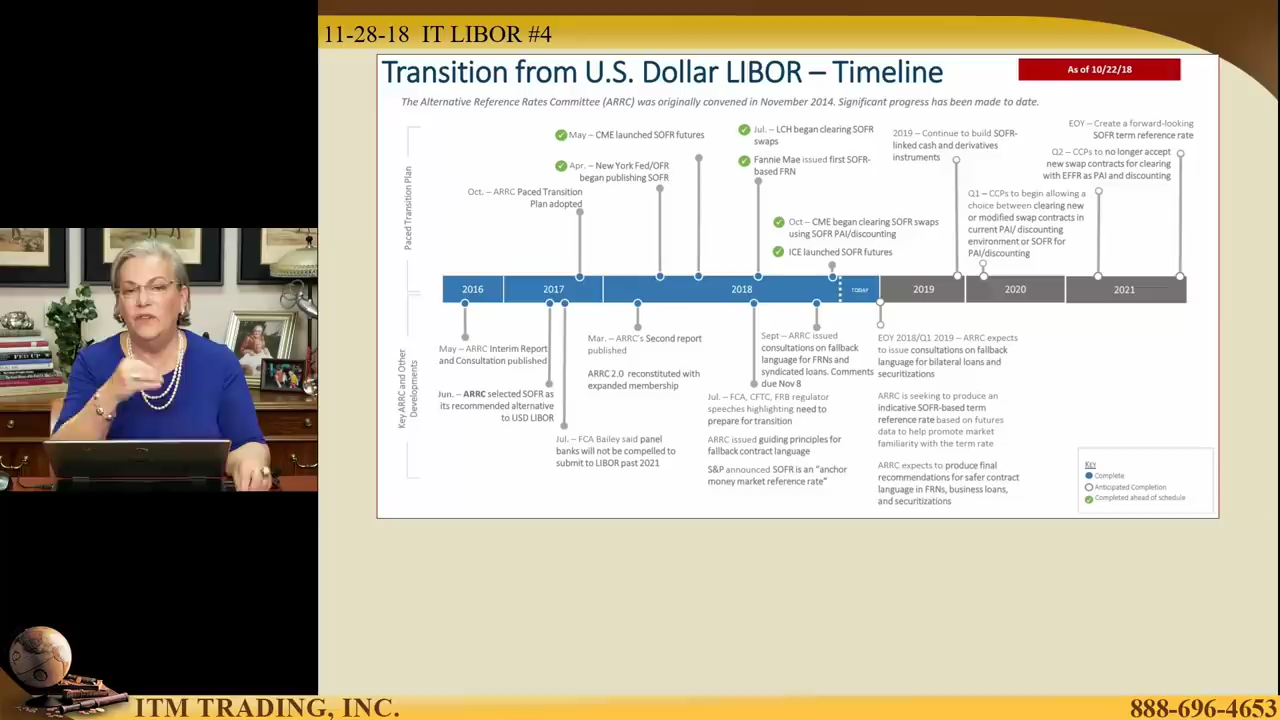 11-28-18 IT LIBOR #4
Transition from U.S. Dollar LIBOR – Timeline
As of 10/22/18
The Alternative Reference Rates Committee (ARRC) was originally convened in November 2014. Significant progress has been made to date.
Paced Transition Plan
May – CME launched SOFR futures
Apr. – New York Fed/OFR
began publishing SOFR
Oct. – ARRC Paced Transition
Plan adopted
Jul. – LCH began clearing SOFR
swaps
Fannie Mae issued first SOFR-
based FRN
Oct – CME began clearing SOFR swaps
using SOFR PAI/discounting
ICE launched SOFR futures
2019 – Continue to build SOFR-
linked cash and derivatives
instruments
Q1 – CCPs to begin allowing a
choice between clearing new
or modified swap contracts in
current PAI/ discounting
environment or SOFR for
PAI/discounting
EOY – Create a forward-looking
SOFR term reference rate
Q2 – CCPs to no longer accept
new swap contracts for clearing
with EFFR as PAI and discounting
2016
2017
2018
TODAY
2019
2020
2021
Key ARRC and Other
Developments
May – ARRC Interim Report
and Consultation published
Jun. – ARRC selected SOFR as
its recommended alternative
to USD LIBOR
Jul. – FCA Bailey said panel
banks will not be compelled to
submit to LIBOR past 2021
Mar. – ARRC's Second report
published
ARRC 2.0 reconstituted with
expanded membership
Sept – ARRC issued
consultations on fallback
language for FRNs and
syndicated loans. Comments
due Nov 8
Jul. – FCA, CFTC, FRB regulator
speeches highlighting need to
prepare for transition
ARRC issued guiding principles for
fallback contract language
S&P announced SOFR is an "anchor
money market reference rate"
EOY 2018/Q1 2019 – ARRC expects
to issue consultations on fallback
language for bilateral loans and
securitizations
ARRC is seeking to produce an
indicative SOFR-based term
reference rate based on futures
data to help promote market
familiarity with the term rate
ARRC expects to produce final
recommendations for safer contract
language in FRNs, business loans,
and securitizations
KEY
Complete
Anticipated Completion
Completed ahead of schedule
ITM TRADING, INC.
888-696-4653